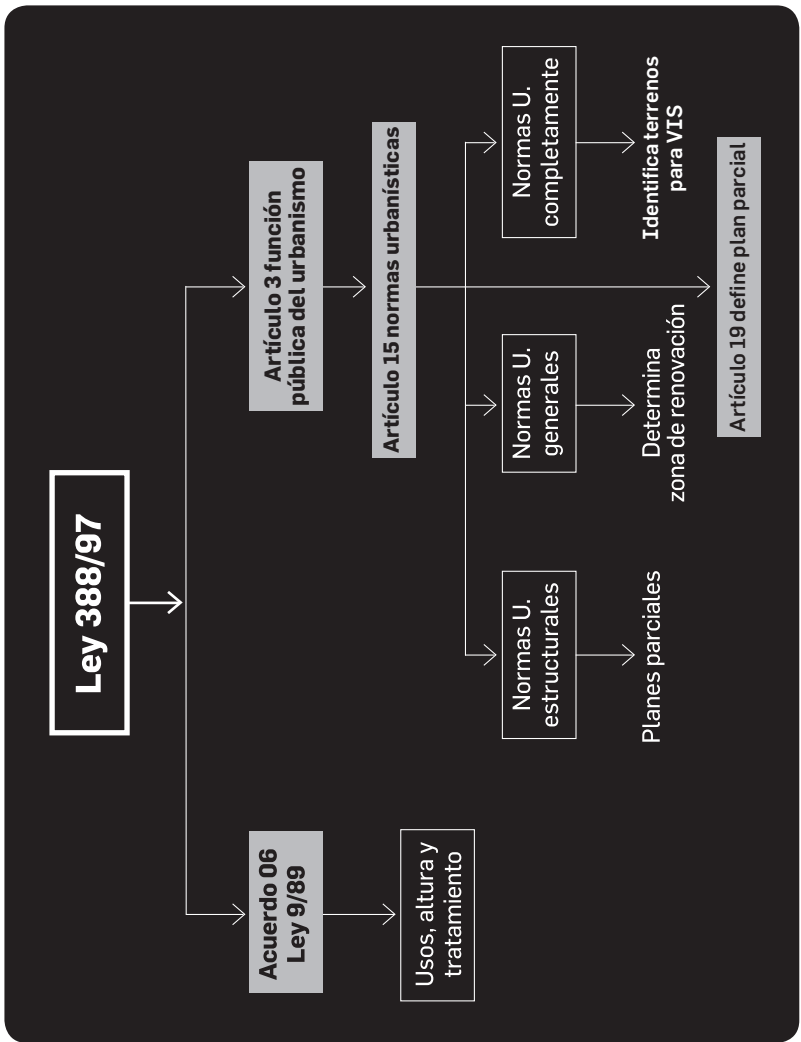 Ley 388/97
Acuerdo 06
Ley 9/89
Usos, altura y
tratamiento
Artículo 3 función
pública del urbanismo
Artículo 15 normas urbanísticas
Normas U.
estructurales
Planes parciales
Normas U.
generales
Determina
zona de renovación
Normas U.
completamente
Identifica terrenos
para VIS
Artículo 19 define plan parcial